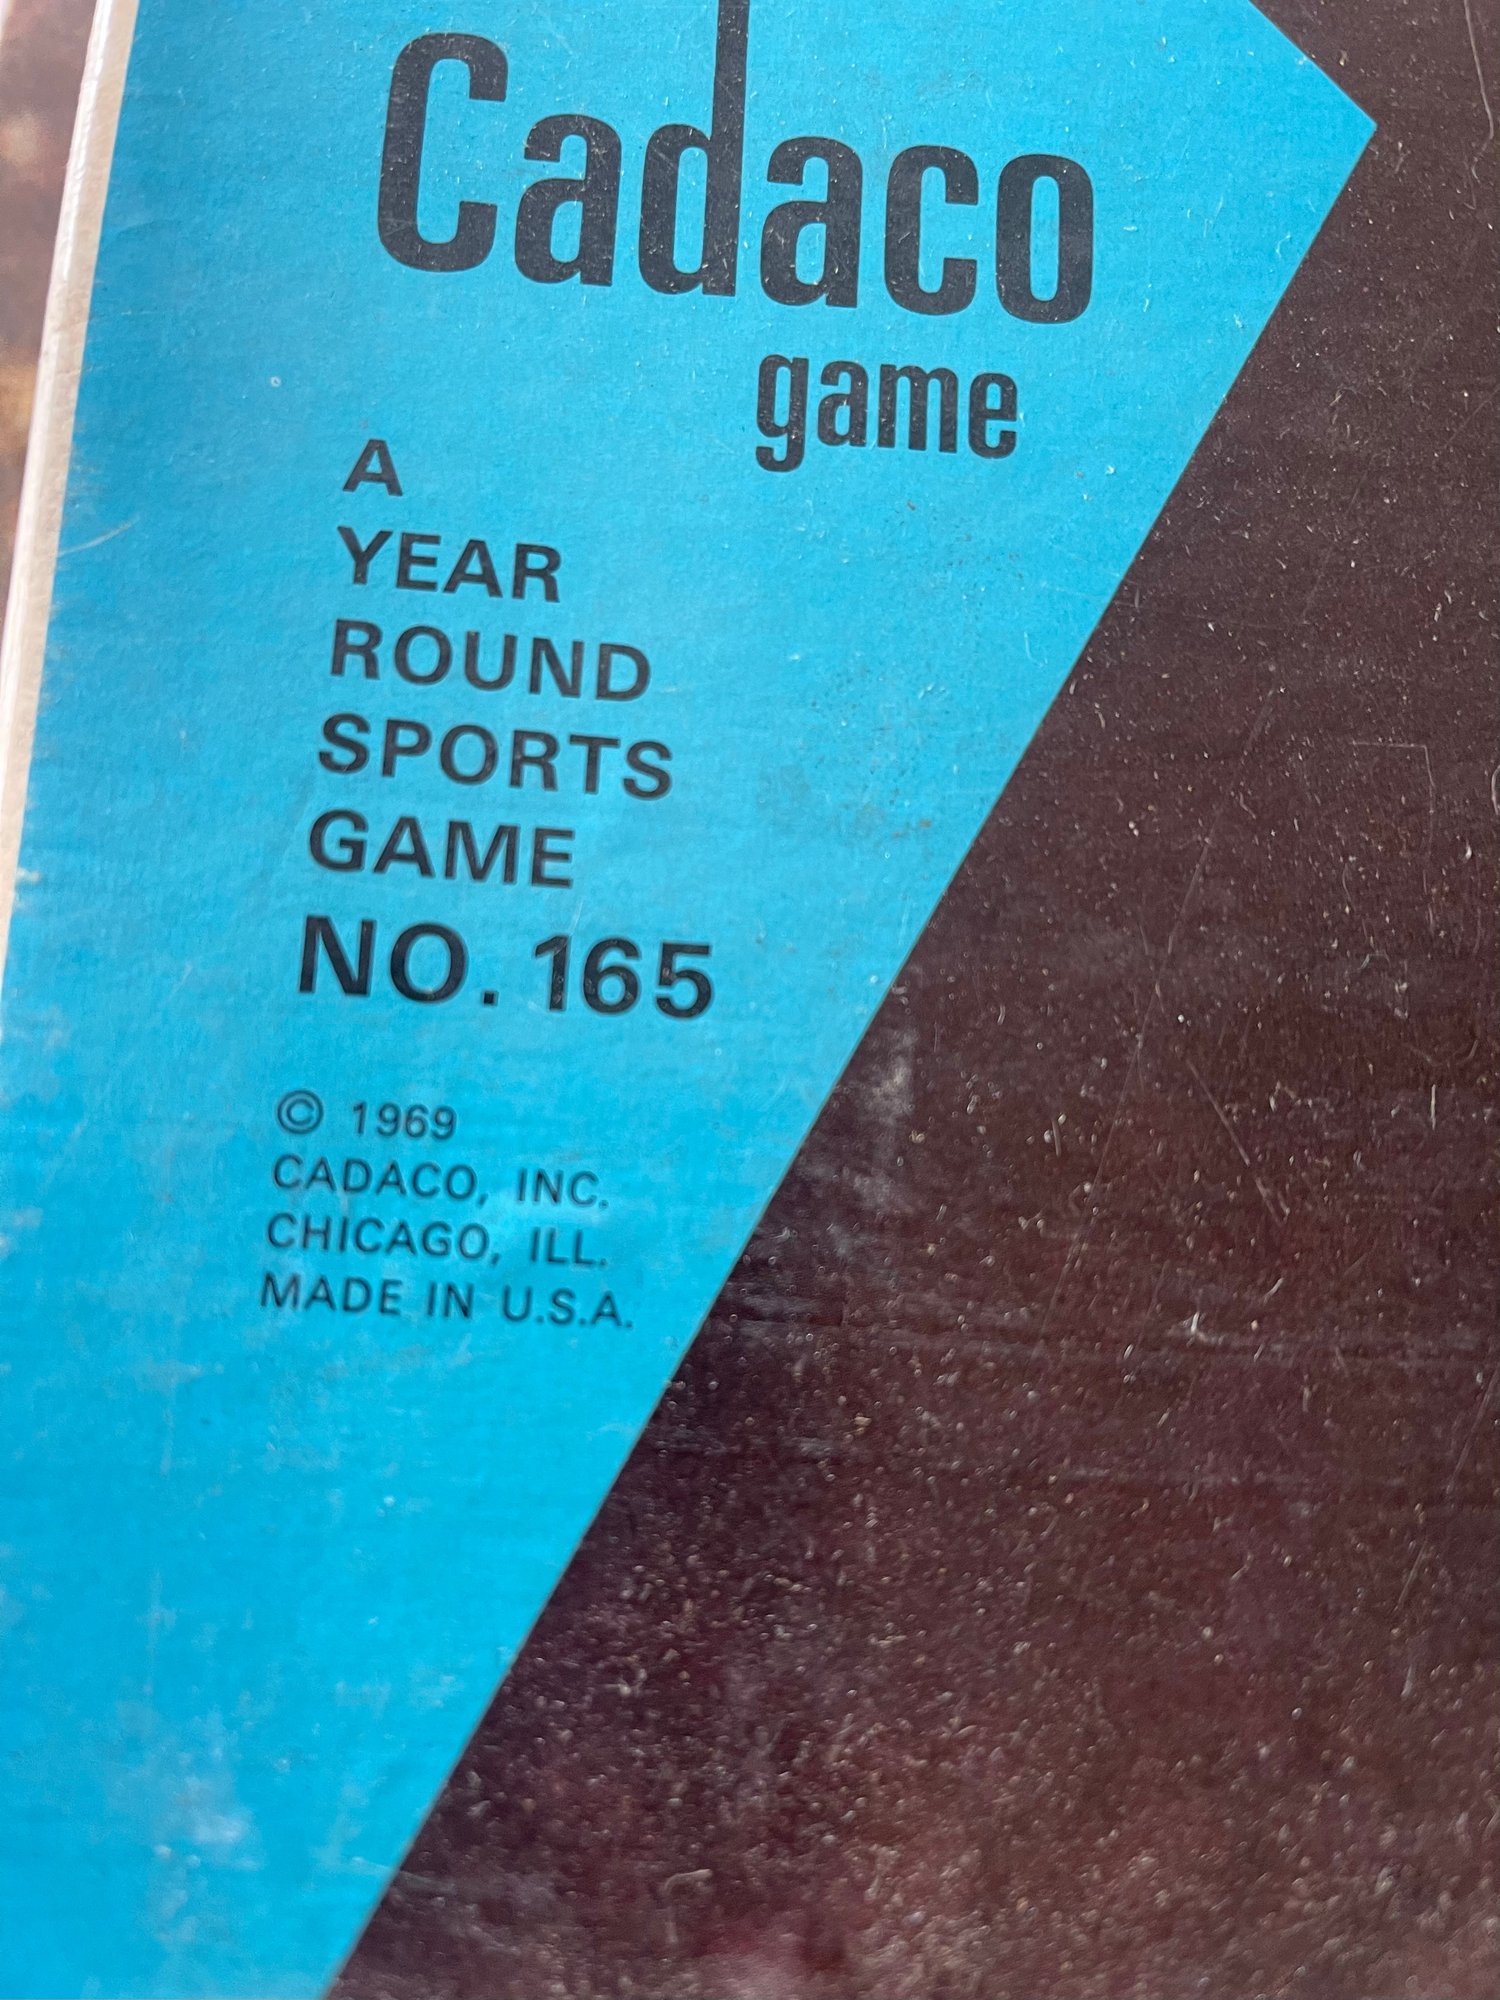 Cadaco
game
A
YEAR
ROUND
SPORTS
GAME
NO. 165
© 1969
CADACO, INC.
CHICAGO, ILL.
MADE IN U.S.A.